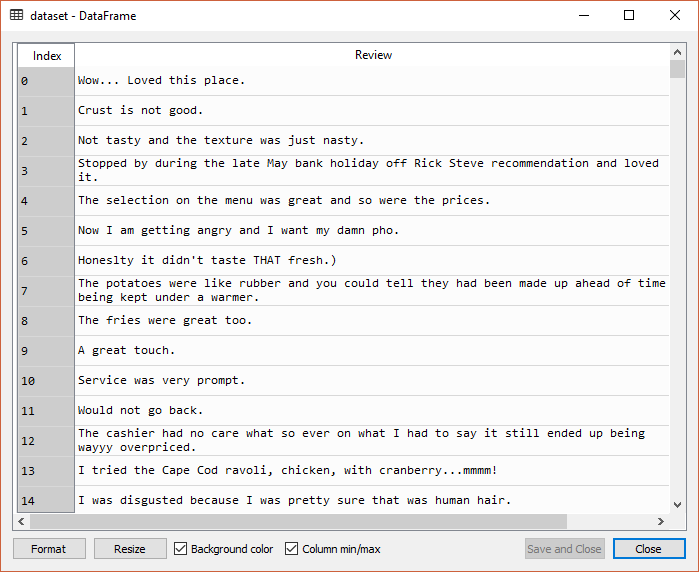 dataset - DataFrame
Index Review
0 Wow... Loved this place.
1 Crust is not good.
2 Not tasty and the texture was just nasty.
3 Stopped by during the late May bank holiday off Rick Steve recommendation and loved
it.
4 The selection on the menu was great and so were the prices.
5 Now I am getting angry and I want my damn pho.
6 Honeslty it didn't taste THAT fresh.)
7 The potatoes were like rubber and you could tell they had been made up ahead of time
being kept under a warmer.
8 The fries were great too.
9 A great touch.
10 Service was very prompt.
11 Would not go back.
12 The cashier had no care what so ever on what I had to say it still ended up being
wayyy overpriced.
13 I tried the Cape Cod ravoli, chicken, with cranberry...mmmm!
14 I was disgusted because I was pretty sure that was human hair.
Format Resize Background color Column min/max Save and Close Close